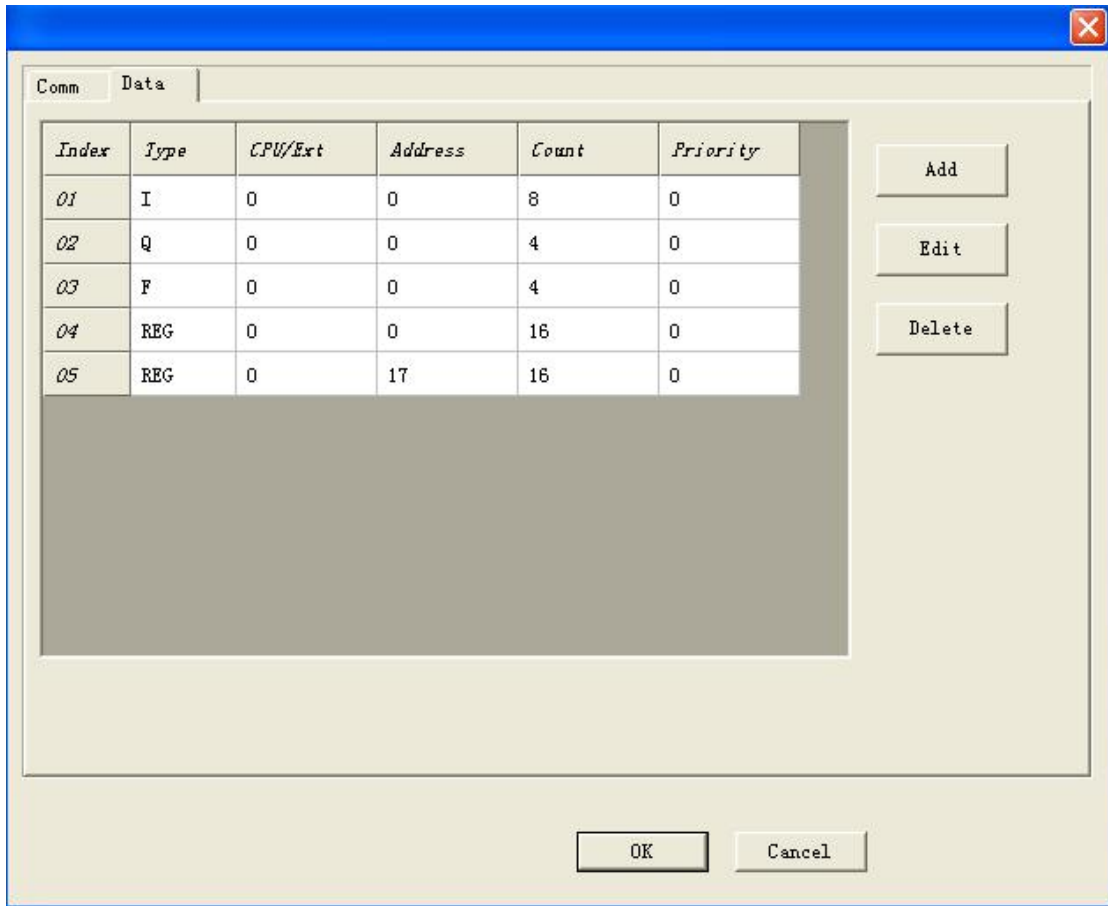 Comm Data
Index Type CPU/Ext Address Count Priority
01 I 0 0 8 0
02 Q 0 0 4 0
03 F 0 0 4 0
04 REG 0 0 16 0
05 REG 0 17 16 0
Add
Edit
Delete
OK Cancel